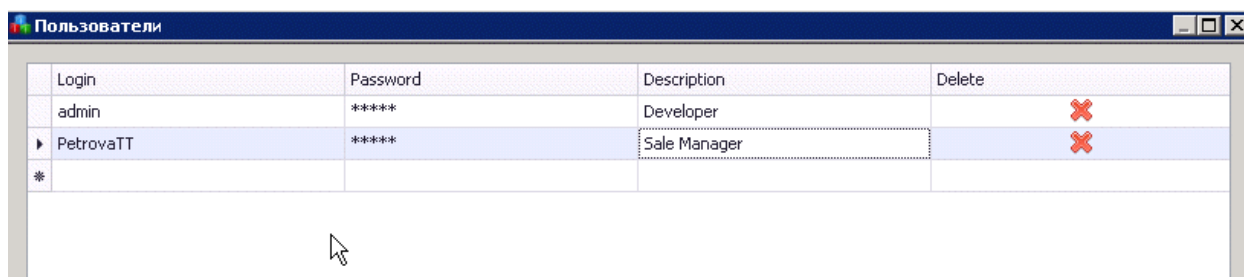 Пользователи
Login Password Description Delete
admin ***** Developer
PetrovaTT ***** Sale Manager